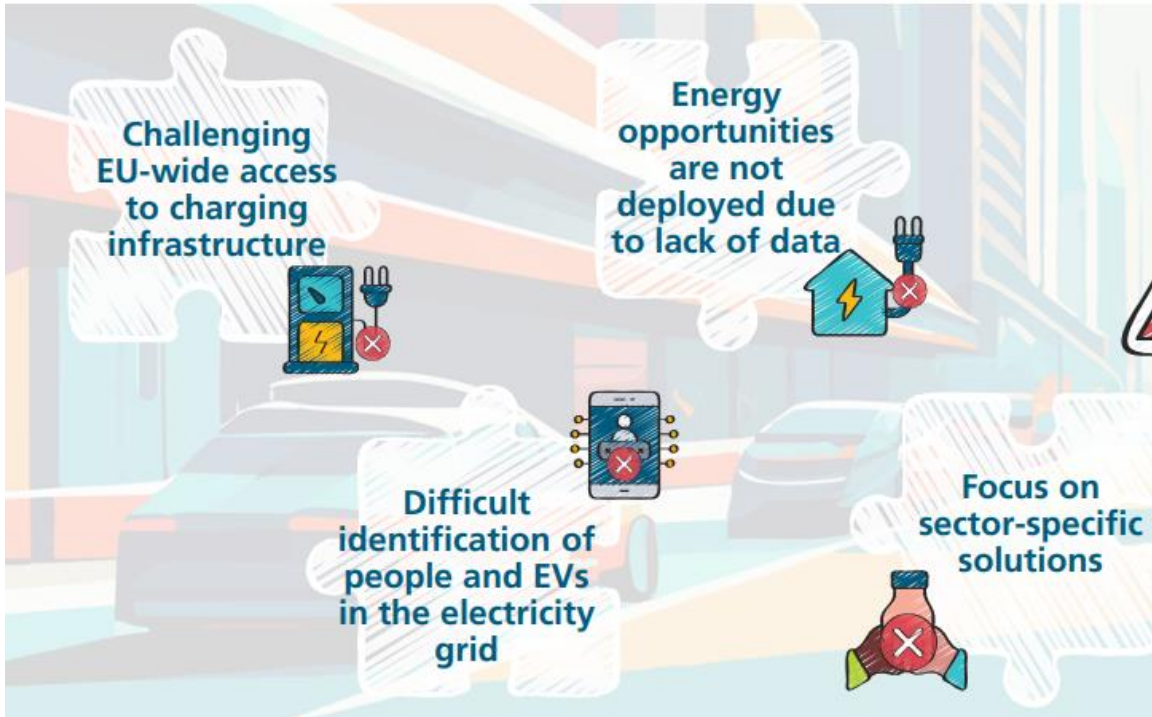 Challenging
EU-wide access
to charging
infrastructure
Energy
opportunities
are not
deployed due
to lack of data
Difficult
identification of
people and EVs
in the electricity
grid
Focus on
sector-specific
solutions